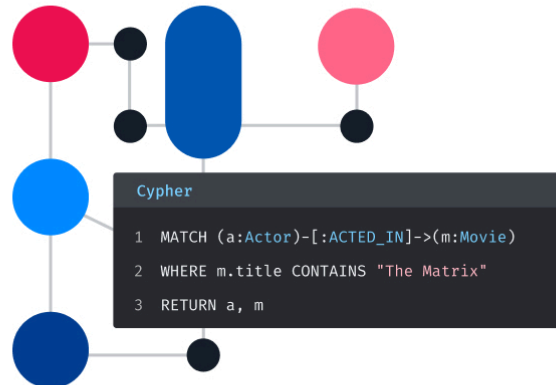 Cypher
1 MATCH (a:Actor)-[:ACTED_IN]->(m:Movie)
2 WHERE m.title CONTAINS "The Matrix"
3 RETURN a, m